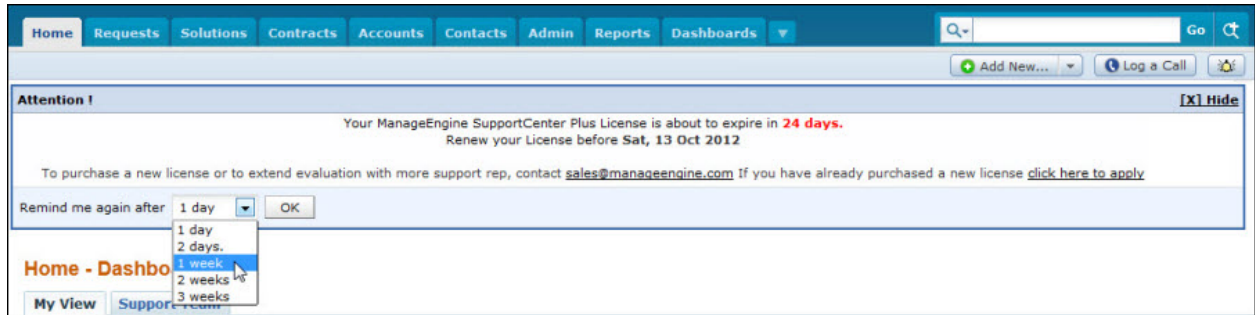 Home Requests Solutions Contracts Accounts Contacts Admin Reports Dashboards Go
Add New... Log a Call
Attention ! [X] Hide
Your ManageEngine SupportCenter Plus License is about to expire in 24 days.
Renew your License before Sat, 13 Oct 2012
To purchase a new license or to extend evaluation with more support rep, contact sales@manageengine.com If you have already purchased a new license click here to apply
Remind me again after 1 day OK
1 day
2 days.
1 week
2 weeks
3 weeks
Home - Dashbo
My View Support Team